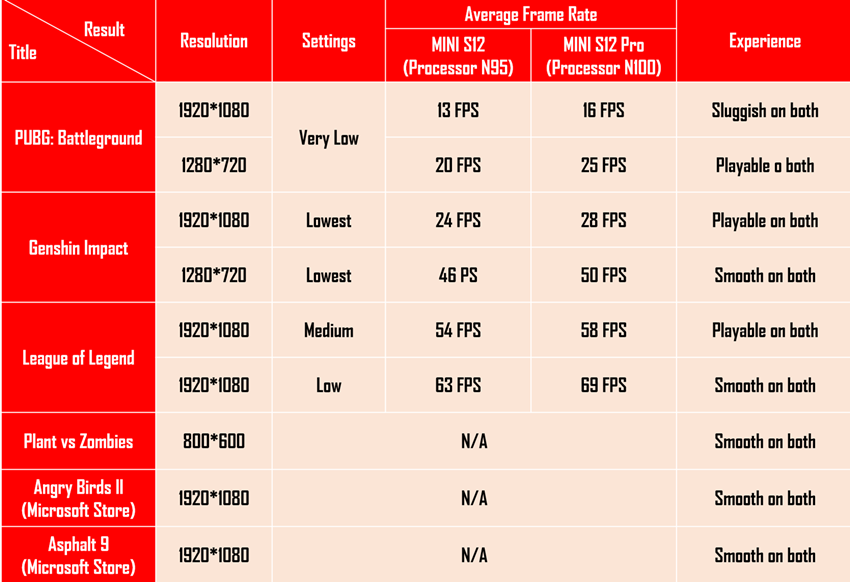 Result
Title
Resolution
Settings
Average Frame Rate
MINI S12
(Processor N95)
MINI S12 Pro
(Processor N100)
Experience
PUBG: Battleground
1920*1080
Very Low
13 FPS
16 FPS
Sluggish on both
1280*720
20 FPS
25 FPS
Playable o both
Genshin Impact
1920*1080
Lowest
24 FPS
28 FPS
Playable on both
1280*720
Lowest
46 PS
50 FPS
Smooth on both
League of Legend
1920*1080
Medium
54 FPS
58 FPS
Playable on both
1920*1080
Low
63 FPS
69 FPS
Smooth on both
Plant vs Zombies
800*600
N/A
Smooth on both
Angry Birds II
(Microsoft Store)
1920*1080
N/A
Smooth on both
Asphalt 9
(Microsoft Store)
1920*1080
N/A
Smooth on both